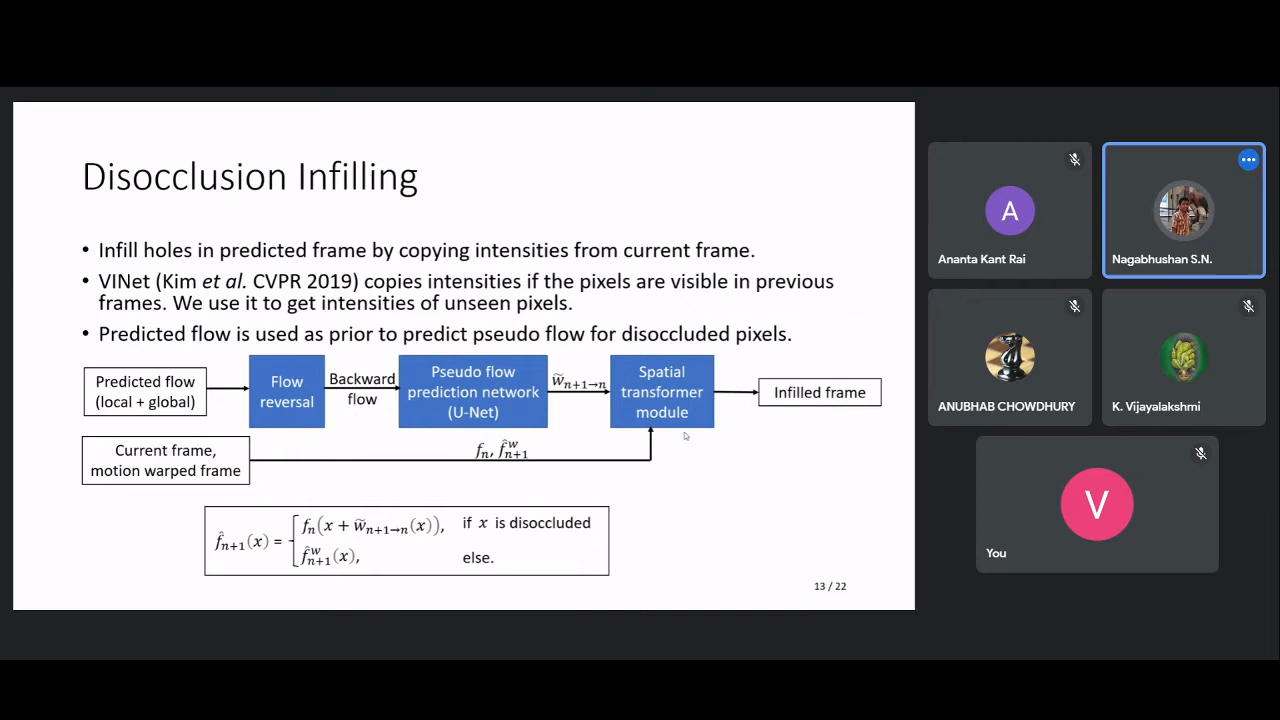 Disocclusion Infilling
• Infill holes in predicted frame by copying intensities from current frame.
• VINet (Kim et al. CVPR 2019) copies intensities if the pixels are visible in previous
frames. We use it to get intensities of unseen pixels.
• Predicted flow is used as prior to predict pseudo flow for disoccluded pixels.
Predicted flow
(local + global)
Flow
reversal
Backward
flow
Pseudo flow
prediction network
(U-Net)
w̃ₙ₊₁→ₙ
Spatial
transformer
module
Infilled frame
Current frame,
motion warped frame
fₙ, f̂ʷₙ₊₁
f̂ₙ₊₁(x) =
fₙ(x + w̃ₙ₊₁→ₙ(x)), if x is disoccluded
f̂ʷₙ₊₁(x), else.
13 / 22
A
Ananta Kant Rai
Nagabhushan S.N.
ANUBHAB CHOWDHURY
K. Vijayalakshmi
V
You